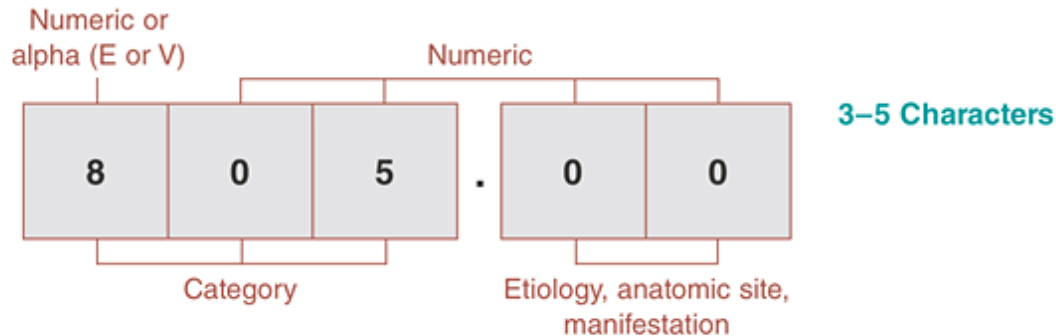 Numeric or
alpha (E or V)
Numeric
3–5 Characters
8 0 5 . 0 0
Category
Etiology, anatomic site,
manifestation